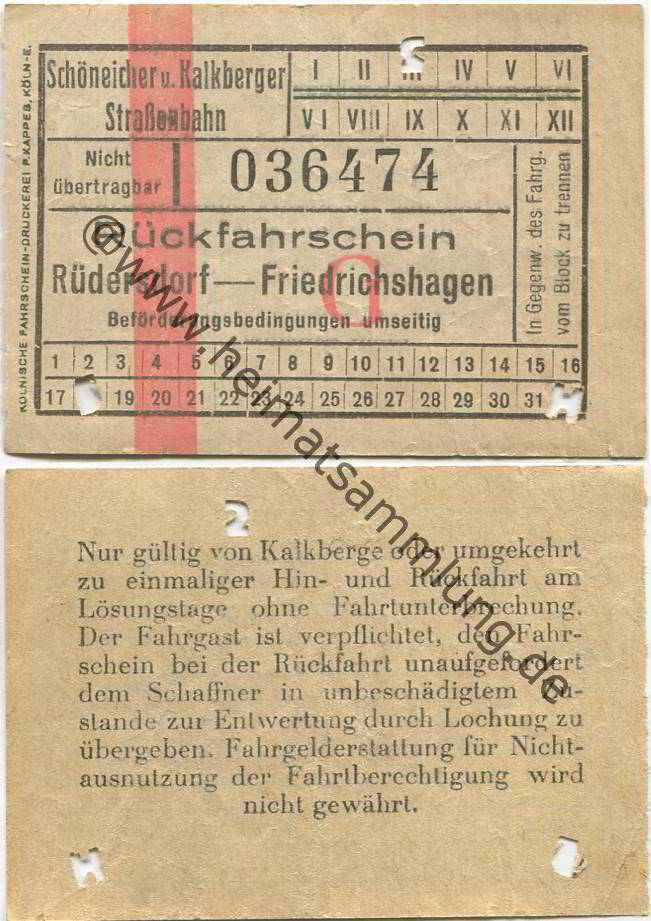 KÖLNISCHE FAHRSCHEIN-DRUCKEREI P. KAPPES, KÖLN-E.
Schöneicher u. Kalkberger
Straßenbahn
I II III IV V VI
VI VIII IX X XI XII
Nicht
übertragbar
036474
Rückfahrschein
Rüdersdorf—Friedrichshagen
Beförderungsbedingungen umseitig
In Gegenw. des Fahrg.
vom Block zu trennen
1 2 3 4 5 6 7 8 9 10 11 12 13 14 15 16
17 19 20 21 22 23 24 25 26 27 28 29 30 31
Nur gültig von Kalkberge oder umgekehrt
zu einmaliger Hin- und Rückfahrt am
Lösungstage ohne Fahrtunterbrechung.
Der Fahrgast ist verpflichtet, den Fahr-
schein bei der Rückfahrt unaufgefordert
dem Schaffner in unbeschädigtem Zu-
stande zur Entwertung durch Lochung zu
übergeben. Fahrgelderstattung für Nicht-
ausnutzung der Fahrtberechtigung wird
nicht gewährt.
@www.heimatsammlung.de